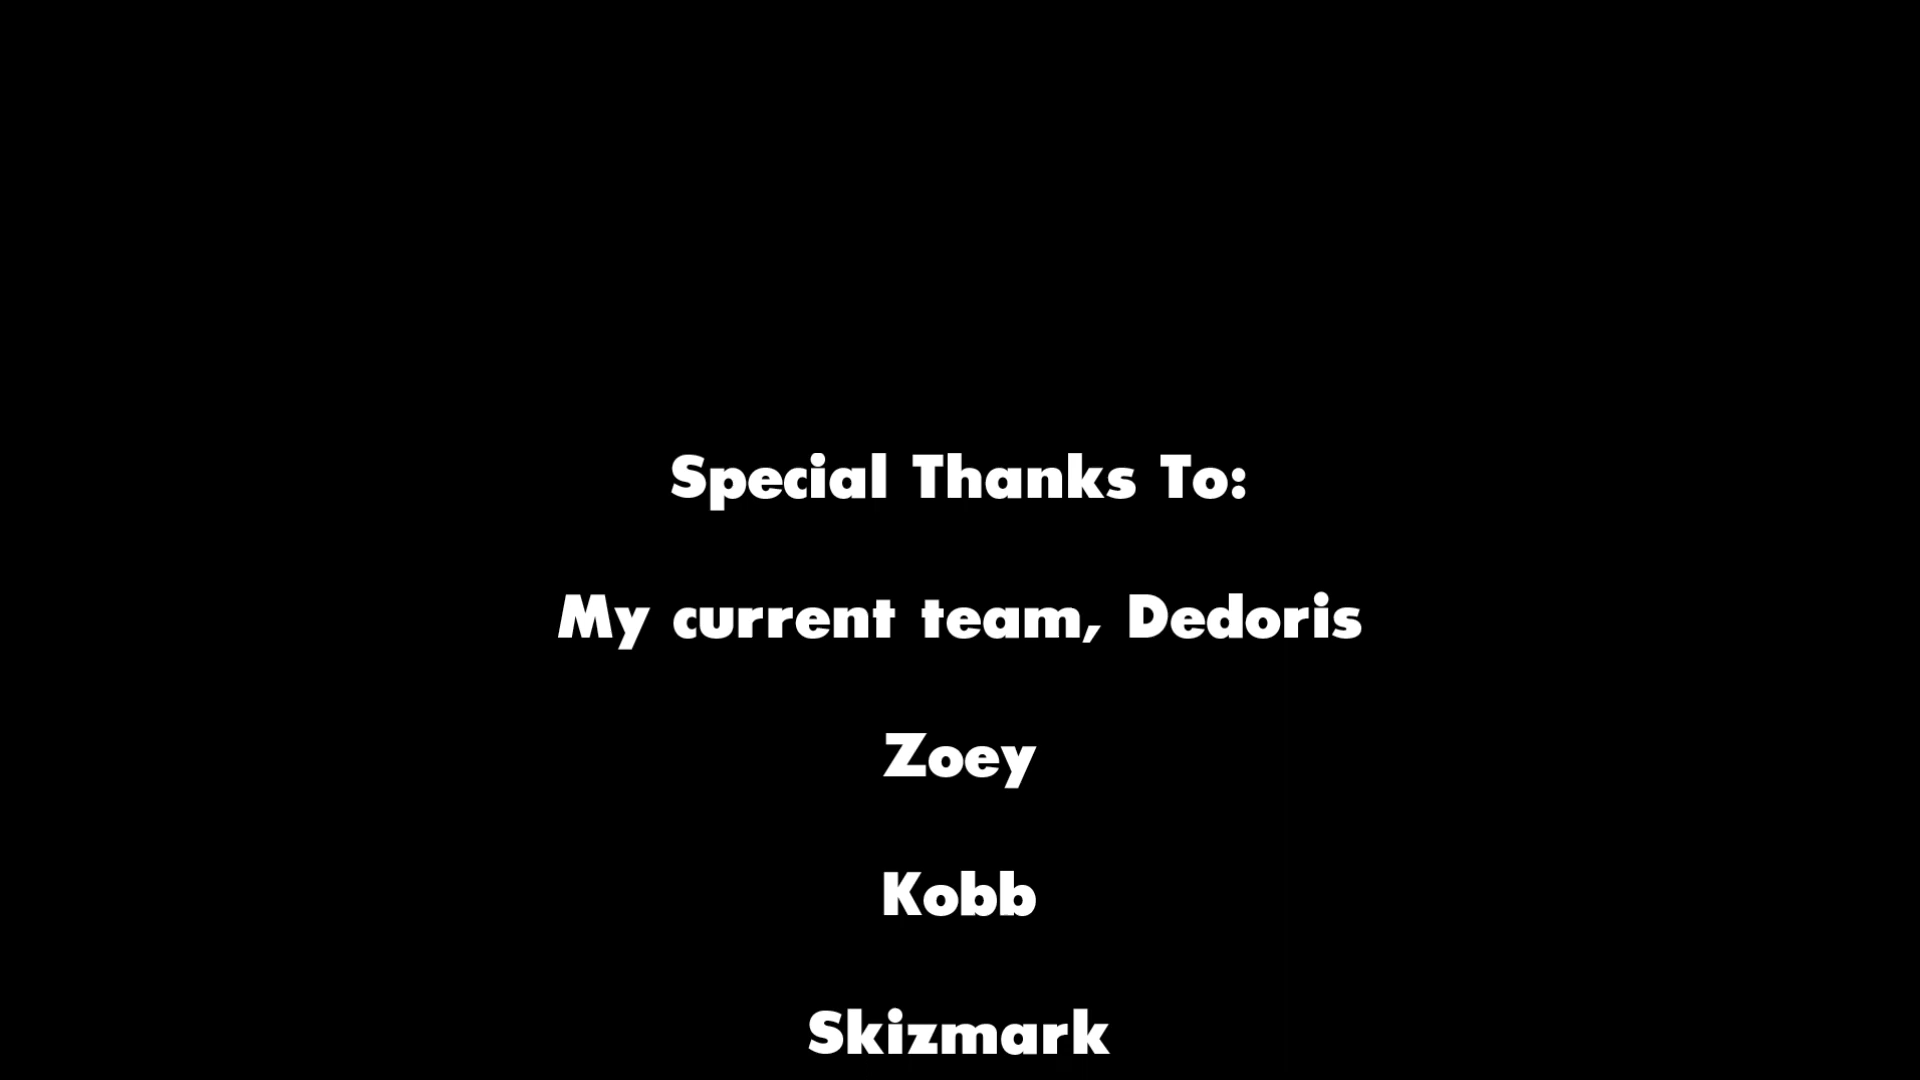 Special Thanks To:
My current team, Dedoris
Zoey
Kobb
Skizmark